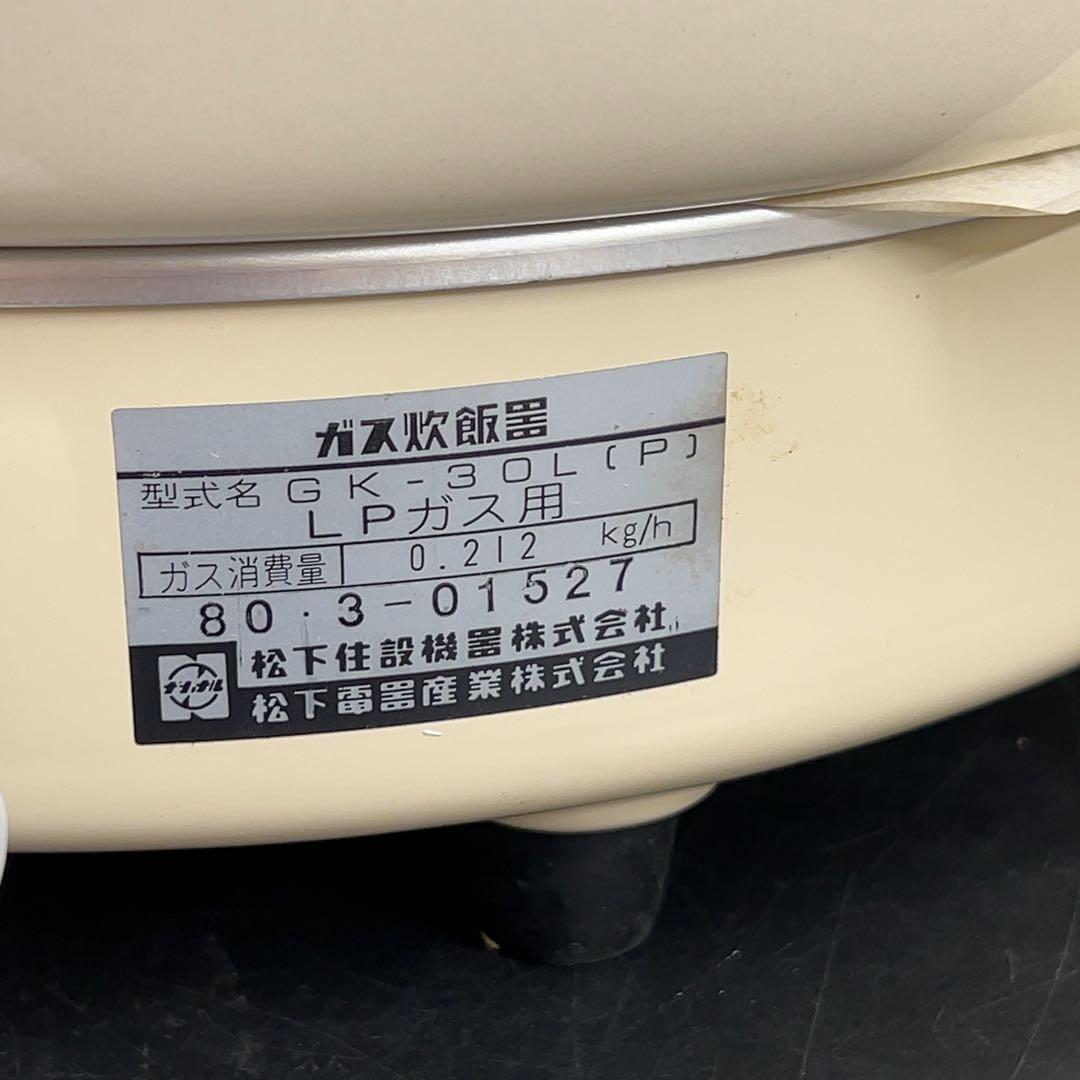 ガス炊飯器
型式名 GK-30L(P)
LPガス用
ガス消費量 0.212 kg/h
80.3-01527
ナショナル
松下住設機器株式会社
松下電器産業株式会社